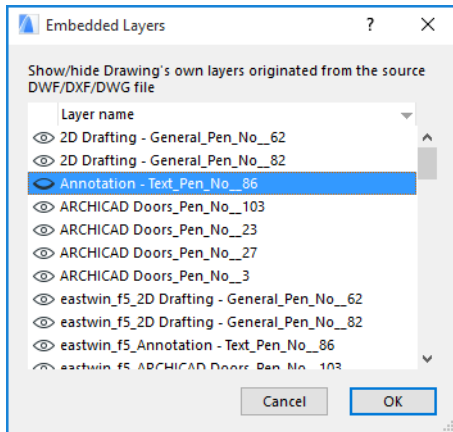 Embedded Layers
?
Show/hide Drawing's own layers originated from the source
DWF/DXF/DWG file
Layer name
2D Drafting - General_Pen_No__62
2D Drafting - General_Pen_No__82
Annotation - Text_Pen_No__86
ARCHICAD Doors_Pen_No__103
ARCHICAD Doors_Pen_No__23
ARCHICAD Doors_Pen_No__27
ARCHICAD Doors_Pen_No__3
eastwin_f5_2D Drafting - General_Pen_No__62
eastwin_f5_2D Drafting - General_Pen_No__82
eastwin_f5_Annotation - Text_Pen_No__86
eastwin_f5_ARCHICAD Doors_Pen_No__103
Cancel
OK